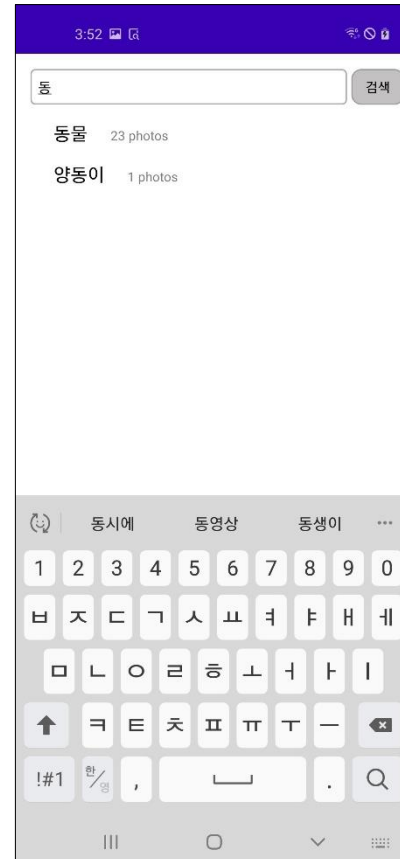 3:52
동 검색
동물 23 photos
양동이 1 photos
동시에 동영상 동생이 ...
1 2 3 4 5 6 7 8 9 0
ㅂ ㅈ ㄷ ㄱ ㅅ ㅛ ㅕ ㅑ ㅐ ㅔ
ㅁ ㄴ ㅇ ㄹ ㅎ ㅗ ㅓ ㅏ ㅣ
ㅋ ㅌ ㅊ ㅍ ㅠ ㅜ ㅡ
!#1 한/영 , .